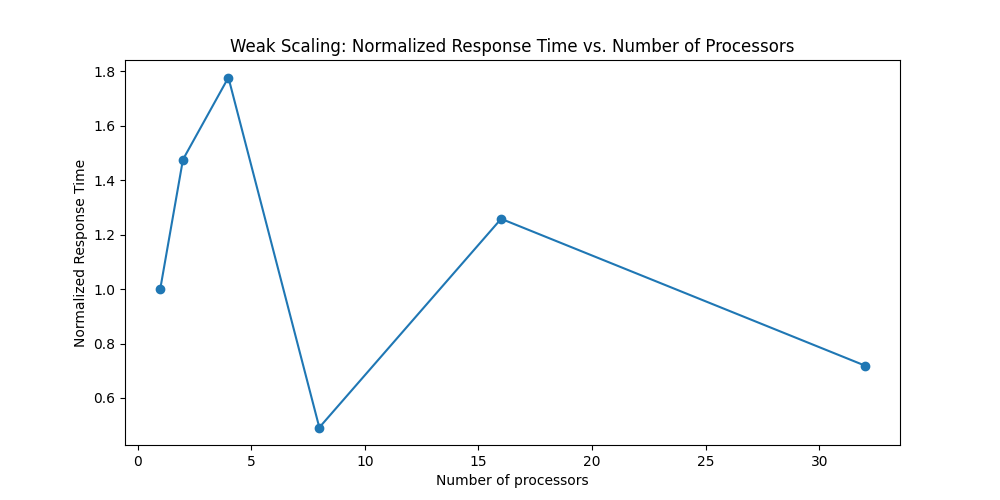 Weak Scaling: Normalized Response Time vs. Number of Processors
Normalized Response Time
1.8
1.6
1.4
1.2
1.0
0.8
0.6
0 5 10 15 20 25 30
Number of processors